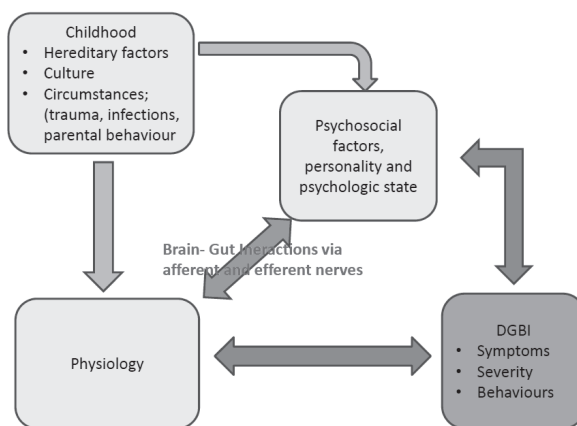 Childhood
• Hereditary factors
• Culture
• Circumstances;
(trauma, infections,
parental behaviour
Psychosocial
factors,
personality and
psychologic state
Brain- Gut Ineractions via
afferent and efferent nerves
Physiology
DGBI
• Symptoms
• Severity
• Behaviours